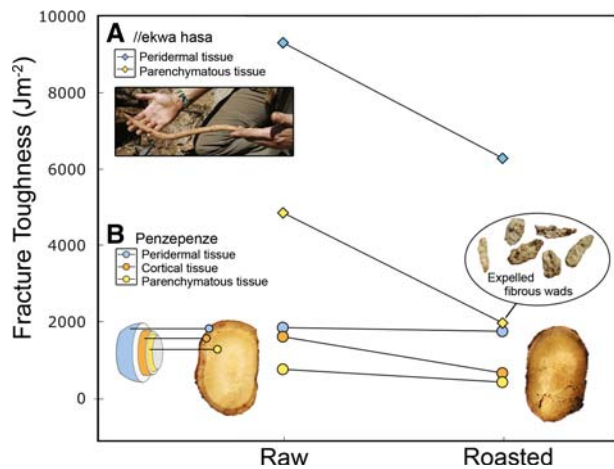 10000
8000
6000
4000
2000
0
Fracture Toughness (Jm-2)
A //ekwa hasa
Peridermal tissue
Parenchymatous tissue
B Penzepenze
Peridermal tissue
Cortical tissue
Parenchymatous tissue
Expelled
fibrous wads
Raw Roasted